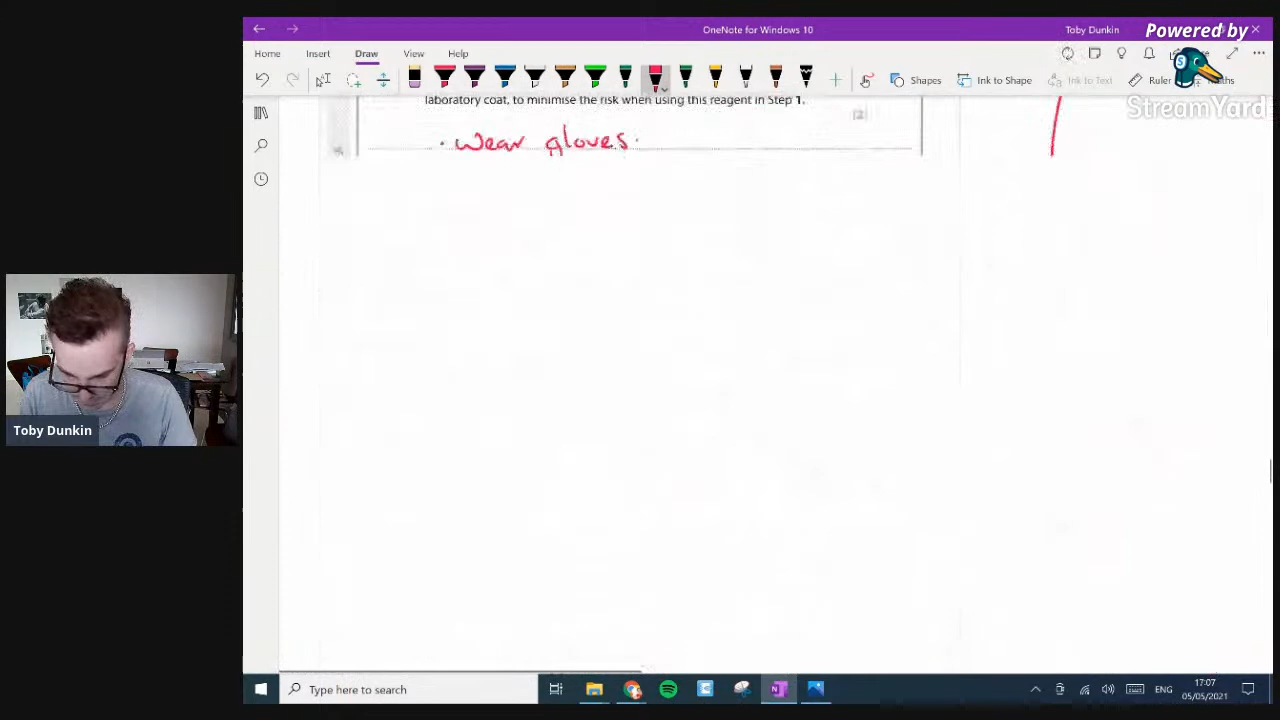 OneNote for Windows 10
Toby Dunkin
Powered by
StreamYard
Home Insert Draw View Help
Shapes Ink to Shape Ink to Text Ruler Maths
laboratory coat, to minimise the risk when using this reagent in Step 1.
[2]
· Wear gloves ·
Toby Dunkin
Type here to search
ENG
17:07
05/05/2021